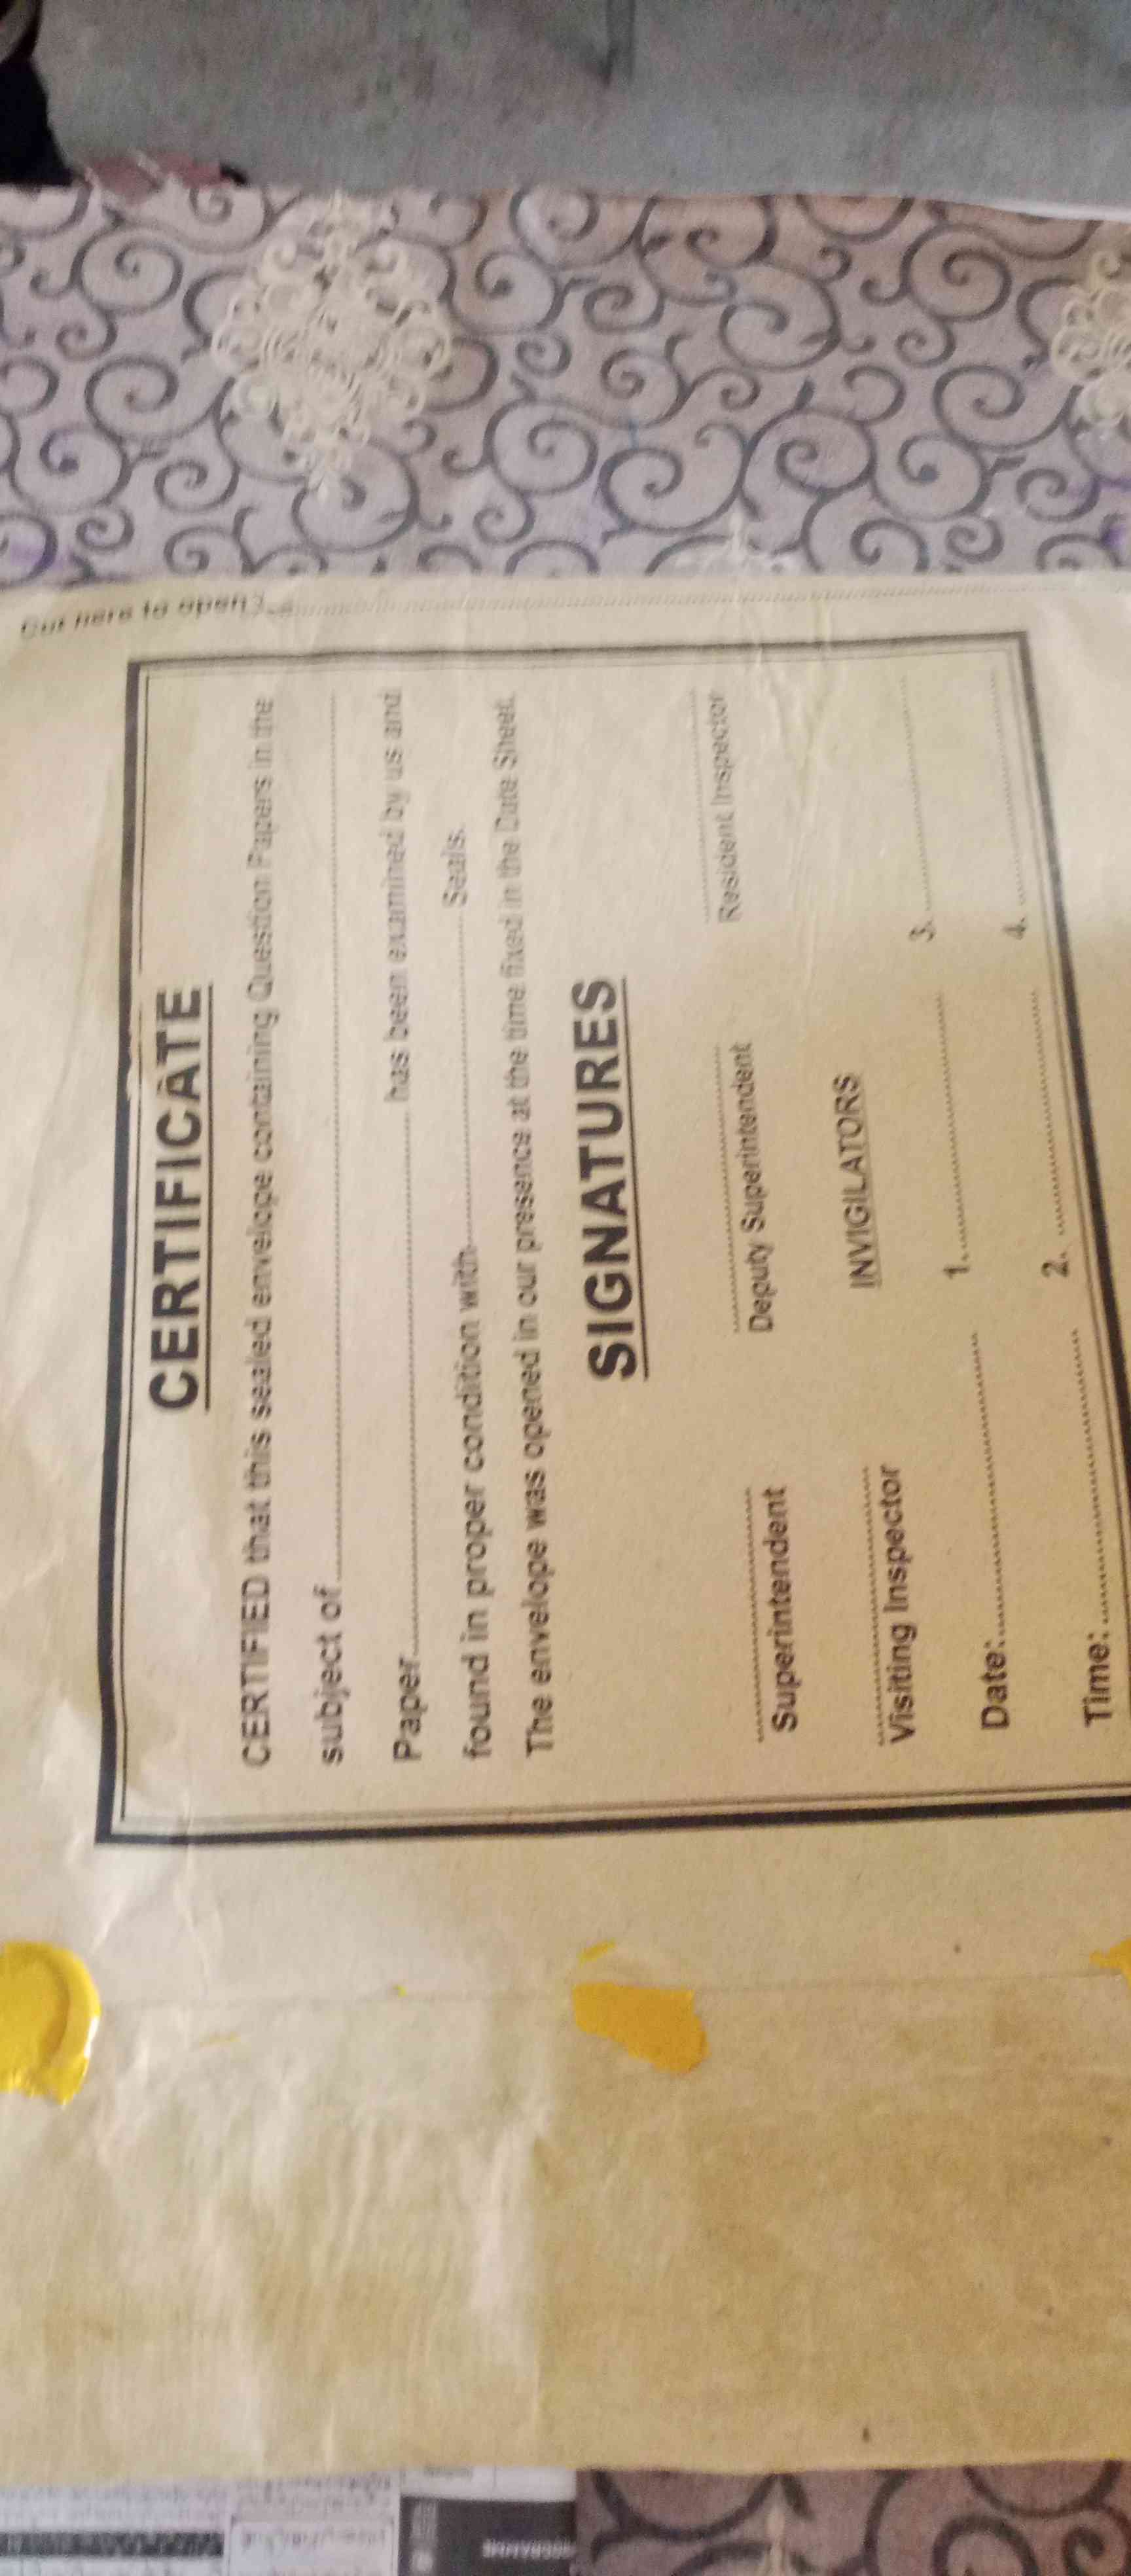 Cut here to open
CERTIFICATE
CERTIFIED that this sealed envelope containing Question Papers in the
subject of
Paper has been examined by us and
found in proper condition with Seals.
The envelope was opened in our presence at the time fixed in the Date Sheet.
SIGNATURES
Superintendent Deputy Superintendent Resident Inspector
Visiting Inspector INVIGILATORS
Date: 1. 3.
Time: 2. 4.